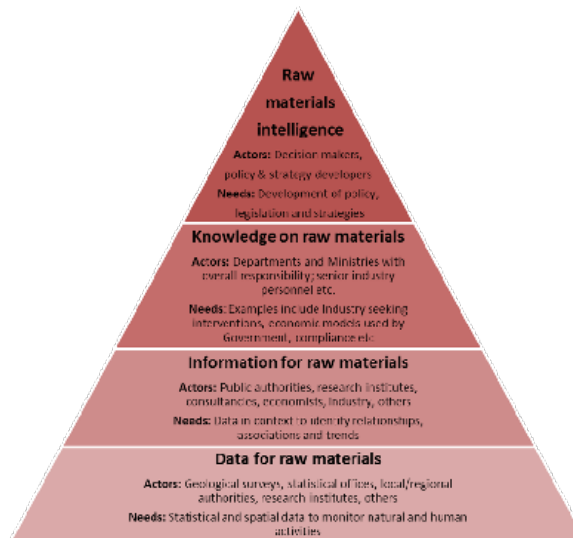 Raw
materials
intelligence
Actors: Decision makers,
policy & strategy developers
Needs: Development of policy,
legislation and strategies
Knowledge on raw materials
Actors: Departments and Ministries with
overall responsibility; senior industry
personnel etc.
Needs: Examples include Industry seeking
interventions, economic models used by
Government, compliance etc
Information for raw materials
Actors: Public authorities, research institutes,
consultancies, economists, industry, others
Needs: Data in context to identify relationships,
associations and trends
Data for raw materials
Actors: Geological surveys, statistical offices, local/regional
authorities, research institutes, others
Needs: Statistical and spatial data to monitor natural and human
activities